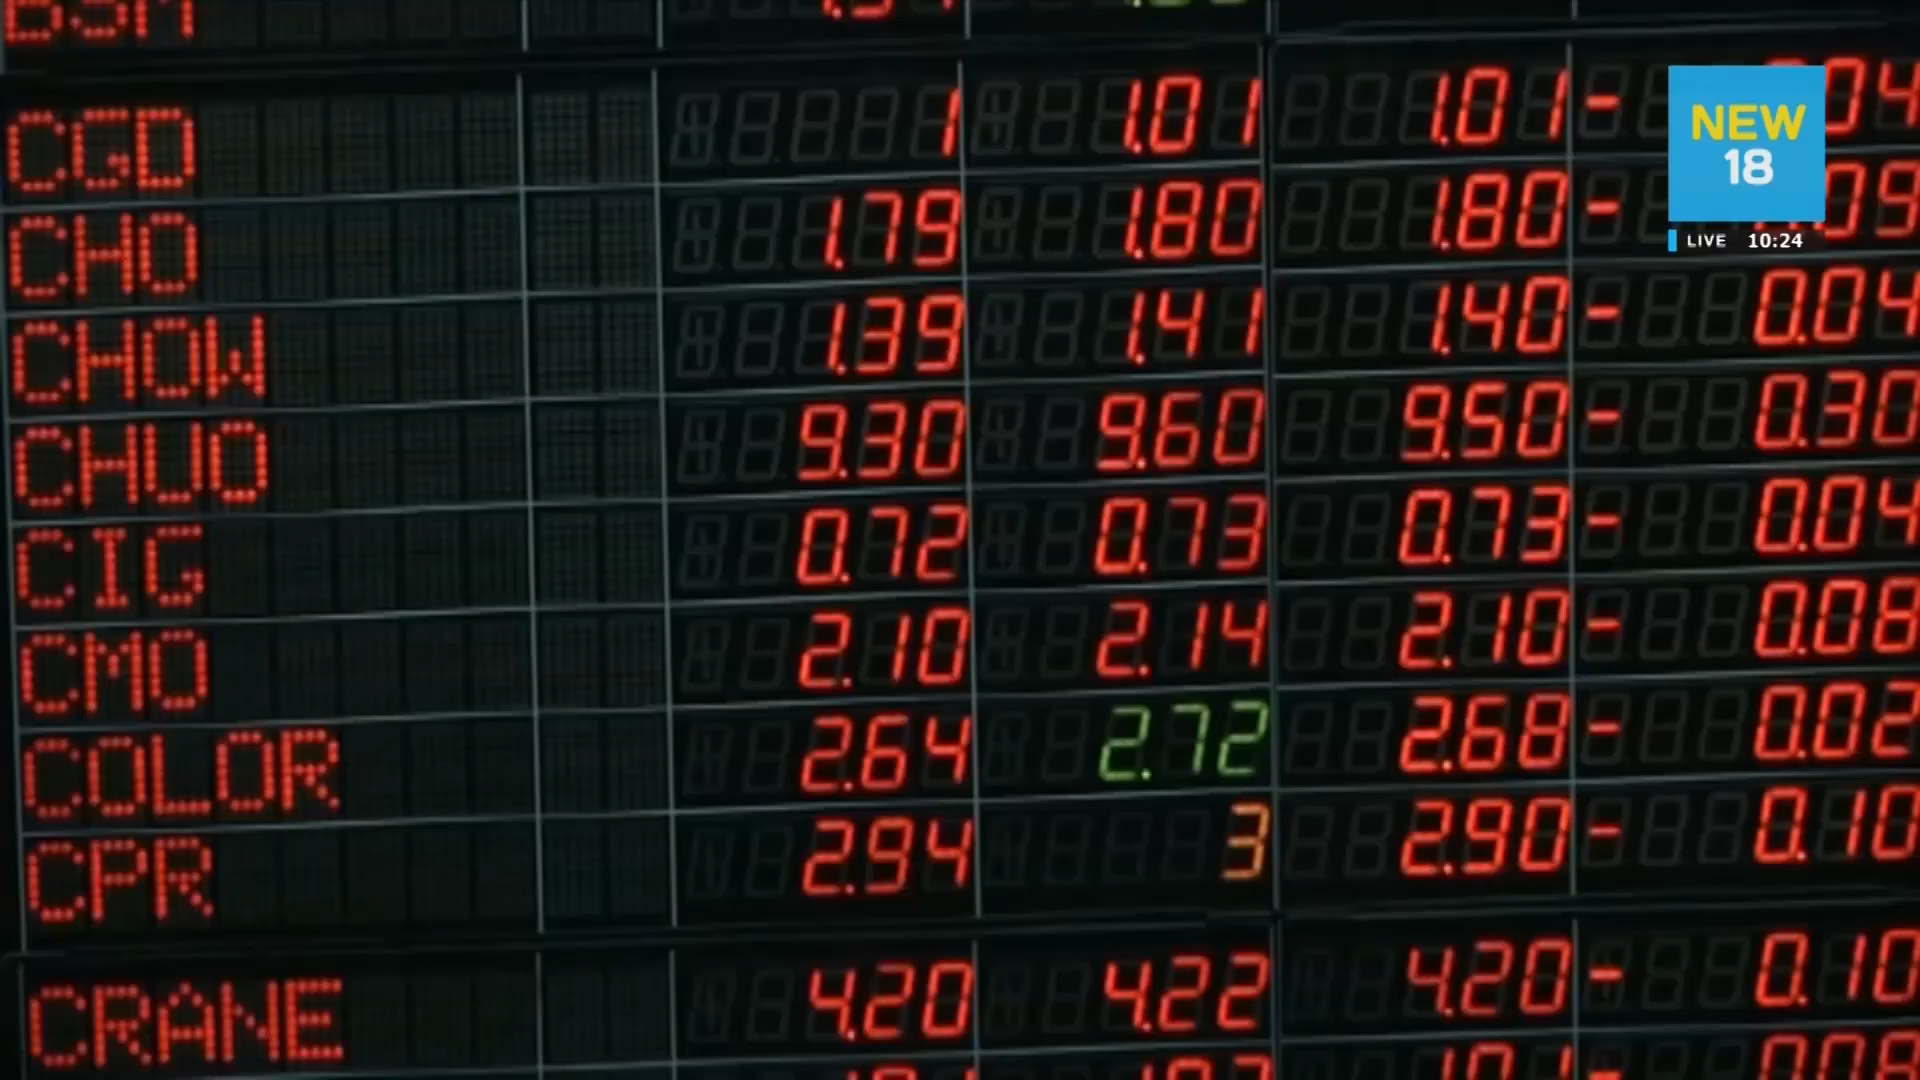 BSM
CGD 1 1.01 1.01 - 04
NEW
18
CHO 1.79 1.80 1.80 - 09
LIVE 10:24
CHOW 1.39 1.41 1.40 - 0.04
CHUO 9.30 9.60 9.50 - 0.30
CIG 0.72 0.73 0.73 - 0.04
CMO 2.10 2.14 2.10 - 0.08
COLOR 2.64 2.72 2.68 - 0.02
CPR 2.94 3 2.90 - 0.10
CRANE 4.20 4.22 4.20 - 0.10